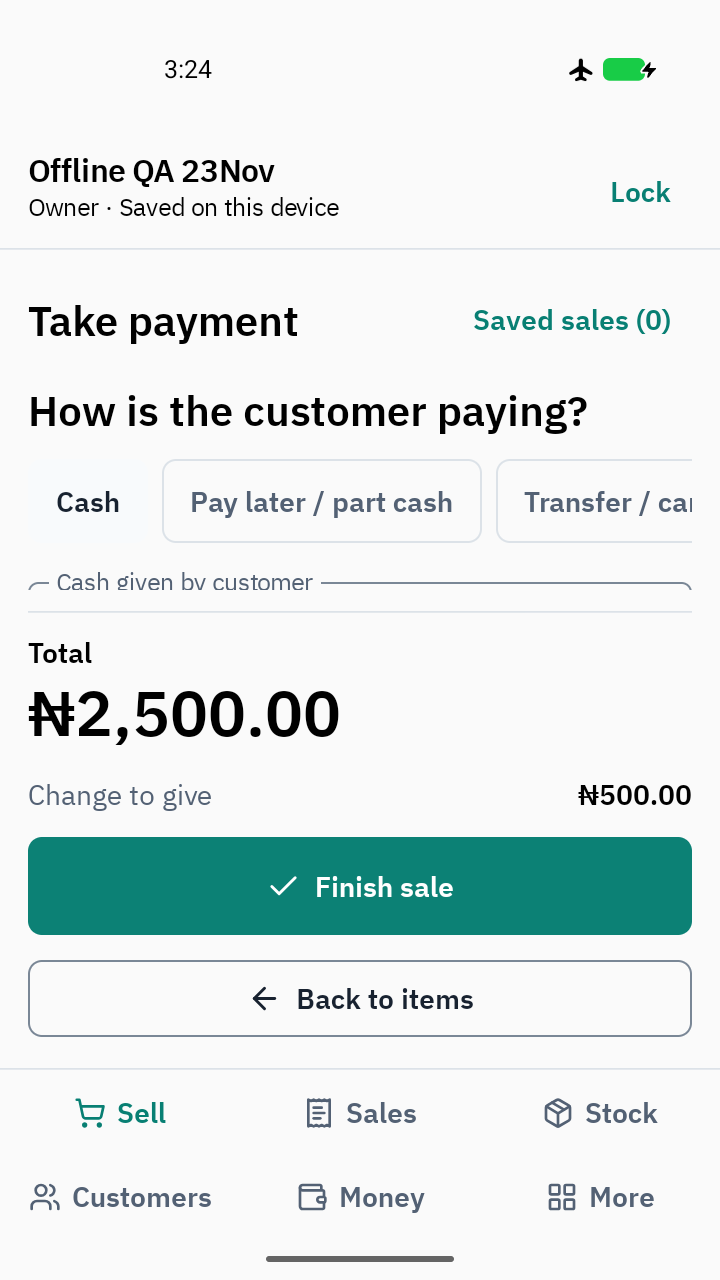 3:24
Offline QA 23Nov
Owner · Saved on this device
Lock
Take payment
Saved sales (0)
How is the customer paying?
Cash
Pay later / part cash
Transfer / car
Cash given by customer
Total
₦2,500.00
Change to give
₦500.00
Finish sale
Back to items
Sell
Sales
Stock
Customers
Money
More